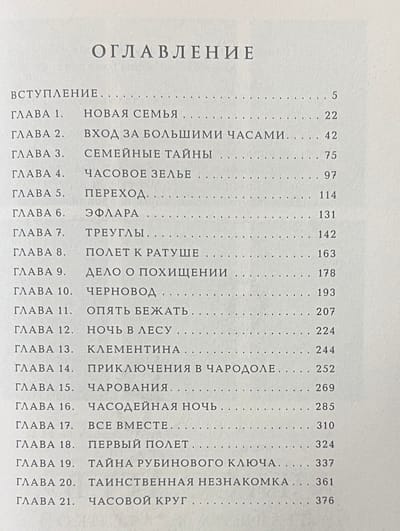 ОГЛАВЛЕНИЕ
ВСТУПЛЕНИЕ. . . . . . . . . . . . . . . . . . . . . . . . . . . 5
ГЛАВА 1. НОВАЯ СЕМЬЯ . . . . . . . . . . . . . . . . . . 22
ГЛАВА 2. ВХОД ЗА БОЛЬШИМИ ЧАСАМИ. . . . 42
ГЛАВА 3. СЕМЕЙНЫЕ ТАЙНЫ . . . . . . . . . . . . . 75
ГЛАВА 4. ЧАСОВОЕ ЗЕЛЬЕ . . . . . . . . . . . . . . . . 97
ГЛАВА 5. ПЕРЕХОД. . . . . . . . . . . . . . . . . . . . . 114
ГЛАВА 6. ЭФЛАРА . . . . . . . . . . . . . . . . . . . . . 131
ГЛАВА 7. ТРЕУГЛЫ . . . . . . . . . . . . . . . . . . . . 142
ГЛАВА 8. ПОЛЕТ К РАТУШЕ . . . . . . . . . . . . . . 163
ГЛАВА 9. ДЕЛО О ПОХИЩЕНИИ . . . . . . . . . . 178
ГЛАВА 10. ЧЕРНОВОД . . . . . . . . . . . . . . . . . . . 193
ГЛАВА 11. ОПЯТЬ БЕЖАТЬ . . . . . . . . . . . . . . . 207
ГЛАВА 12. НОЧЬ В ЛЕСУ . . . . . . . . . . . . . . . . . 224
ГЛАВА 13. КЛЕМЕНТИНА . . . . . . . . . . . . . . . . 244
ГЛАВА 14. ПРИКЛЮЧЕНИЯ В ЧАРОДОЛЕ . . . . 252
ГЛАВА 15. ЧАРОВАНИЯ . . . . . . . . . . . . . . . . . . 269
ГЛАВА 16. ЧАСОДЕЙНАЯ НОЧЬ . . . . . . . . . . . 285
ГЛАВА 17. ВСЕ ВМЕСТЕ . . . . . . . . . . . . . . . . . . 310
ГЛАВА 18. ПЕРВЫЙ ПОЛЕТ . . . . . . . . . . . . . . . 324
ГЛАВА 19. ТАЙНА РУБИНОВОГО КЛЮЧА. . . . . 337
ГЛАВА 20. ТАИНСТВЕННАЯ НЕЗНАКОМКА . . . 361
ГЛАВА 21. ЧАСОВОЙ КРУГ . . . . . . . . . . . . . . . . 376